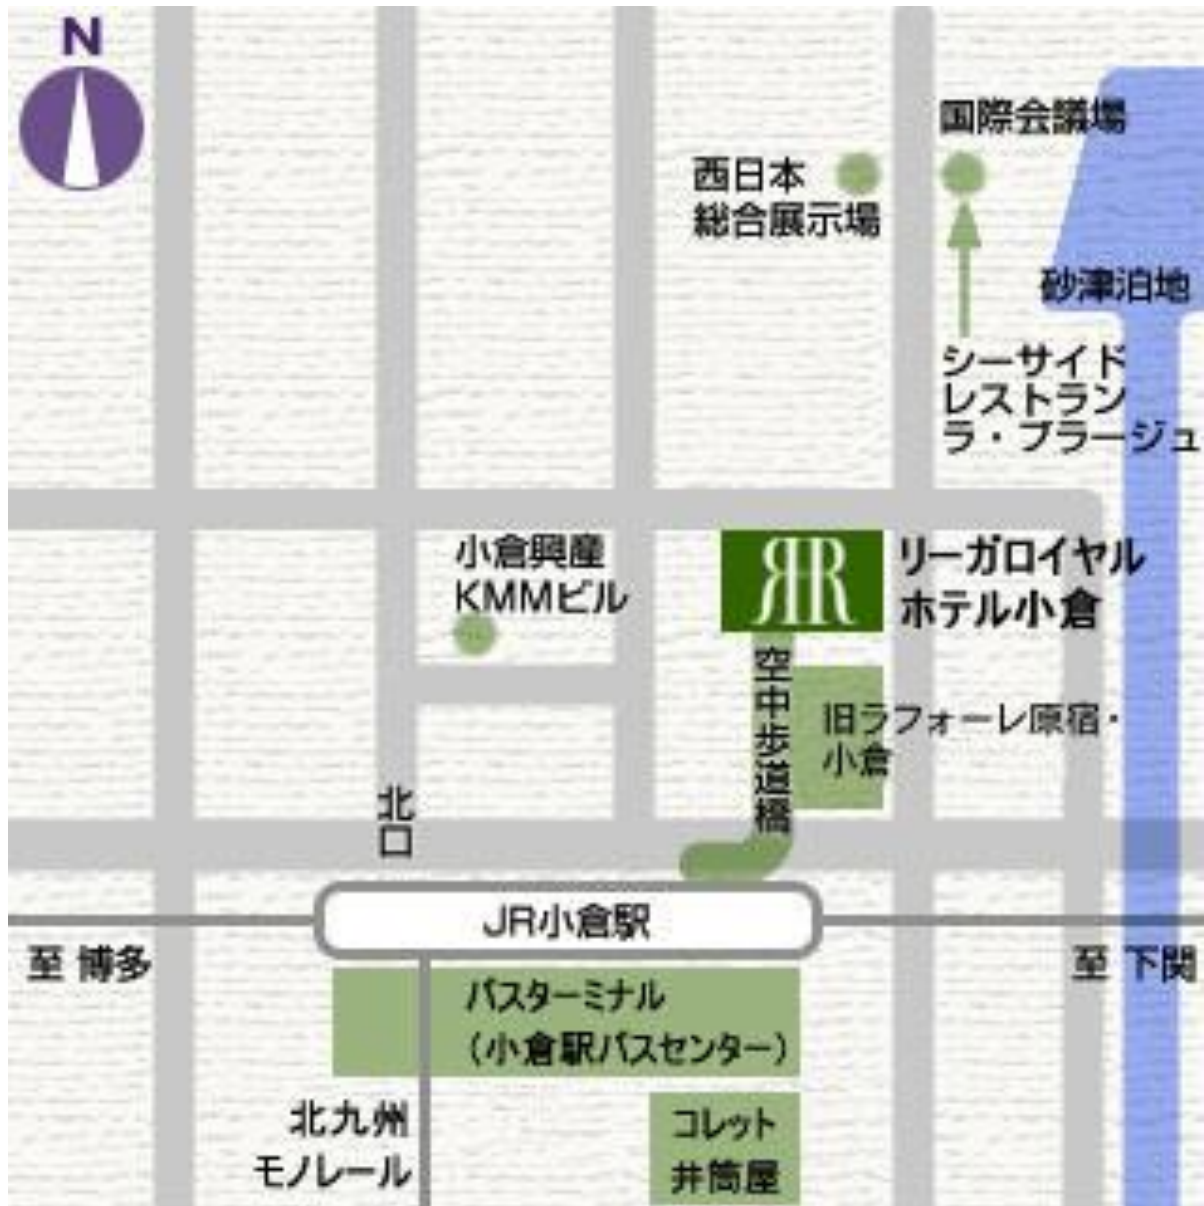 N
国際会議場
西日本
総合展示場
砂津泊地
シーサイド
レストラン
ラ・プラージュ
小倉興産
KMMビル
RR
リーガロイヤル
ホテル小倉
空中歩道橋
旧ラフォーレ原宿・
小倉
北口
JR小倉駅
至 博多
至 下関
バスターミナル
(小倉駅バスセンター)
北九州
モノレール
コレット
井筒屋